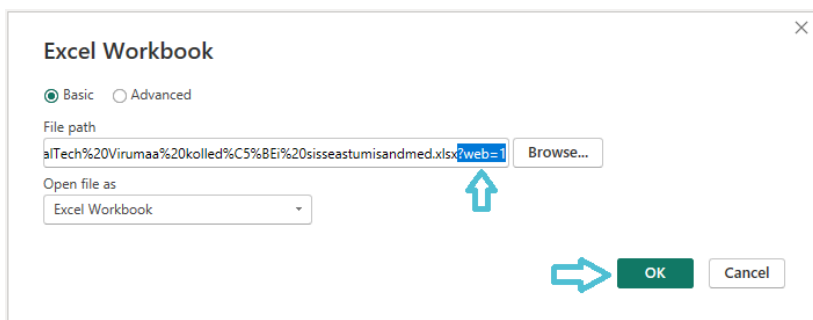 Excel Workbook
Basic Advanced
File path
alTech%20Virumaa%20kolled%C5%BEi%20sisseastumisandmed.xlsx?web=1 Browse...
Open file as
Excel Workbook
OK Cancel